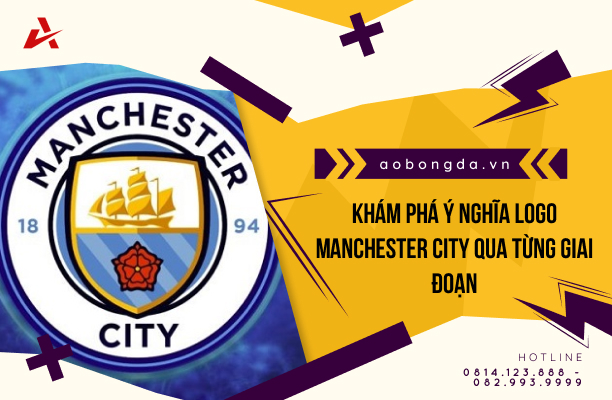 MANCHESTER
18 94
CITY
aobongda.vn
KHÁM PHÁ Ý NGHĨA LOGO
MANCHESTER CITY QUA TỪNG GIAI
ĐOẠN
HOTLINE
0814.123.888 -
082.993.9999